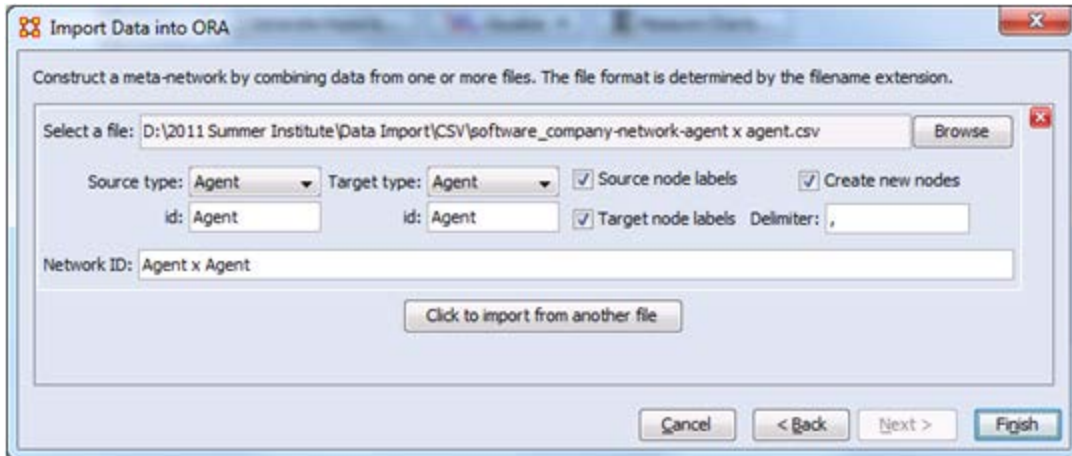 Import Data into ORA
Construct a meta-network by combining data from one or more files. The file format is determined by the filename extension.
Select a file: D:\2011 Summer Institute\Data Import\CSV\software_company-network-agent x agent.csv Browse
Source type: Agent Target type: Agent Source node labels Create new nodes
id: Agent id: Agent Target node labels Delimiter: ,
Network ID: Agent x Agent
Click to import from another file
Cancel < Back Next > Finish